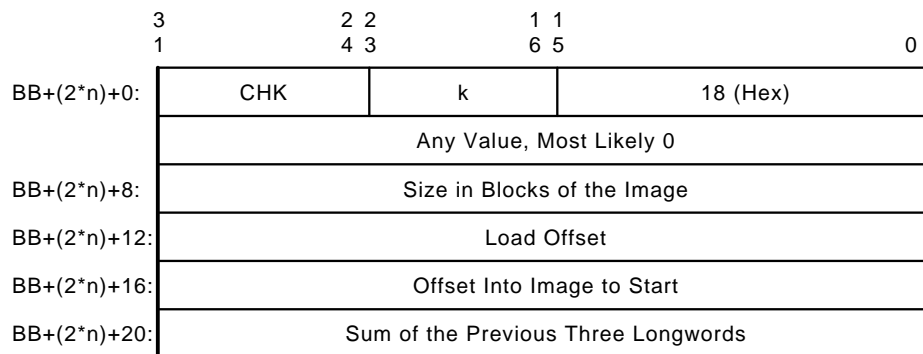 3 2 2 1 1
1 4 3 6 5 0
BB+(2*n)+0: CHK k 18 (Hex)
Any Value, Most Likely 0
BB+(2*n)+8: Size in Blocks of the Image
BB+(2*n)+12: Load Offset
BB+(2*n)+16: Offset Into Image to Start
BB+(2*n)+20: Sum of the Previous Three Longwords